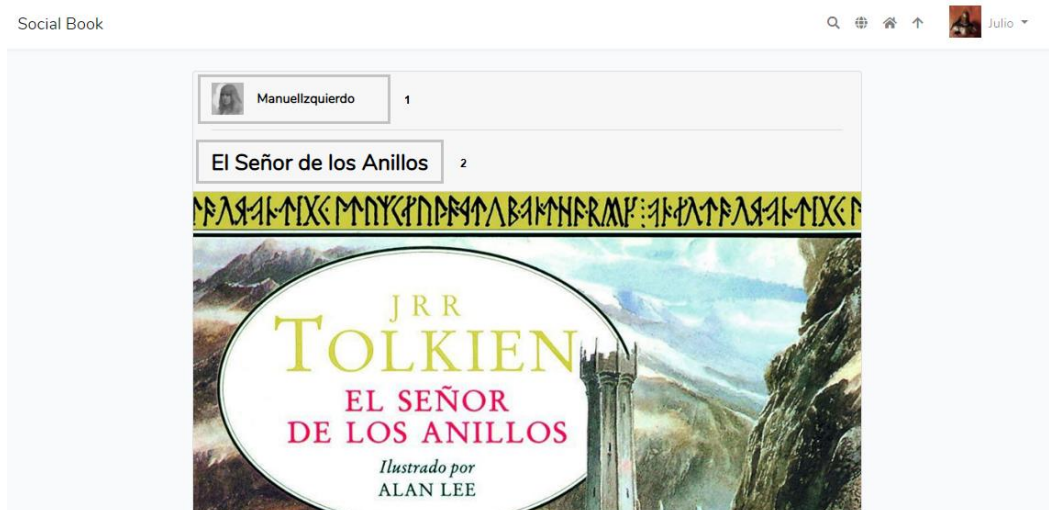 Social Book
Julio
ManuelIzquierdo
1
El Señor de los Anillos
2
JRR
TOLKIEN
EL SEÑOR
DE LOS ANILLOS
Ilustrado por
ALAN LEE